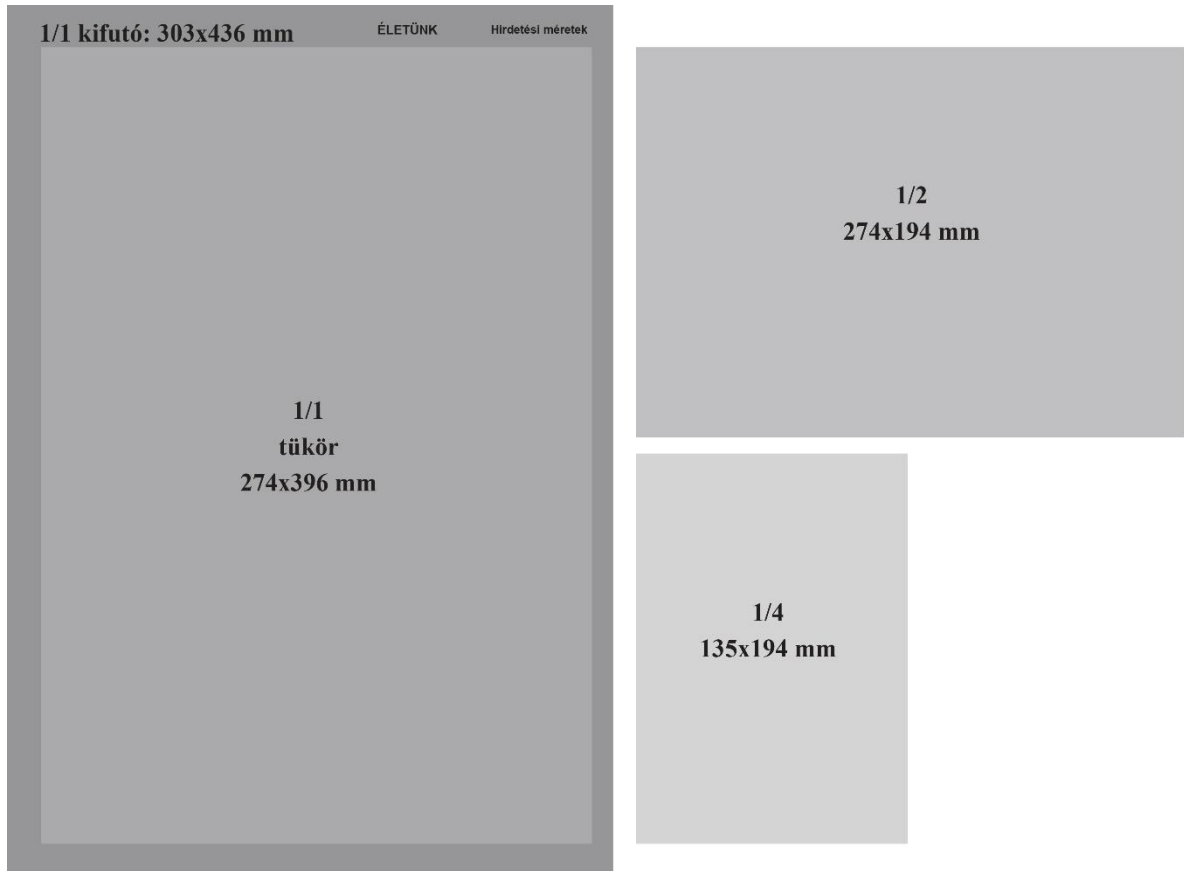 1/1 kifutó: 303x436 mm
ÉLETÜNK
Hirdetési méretek
1/1
tükör
274x396 mm
1/2
274x194 mm
1/4
135x194 mm